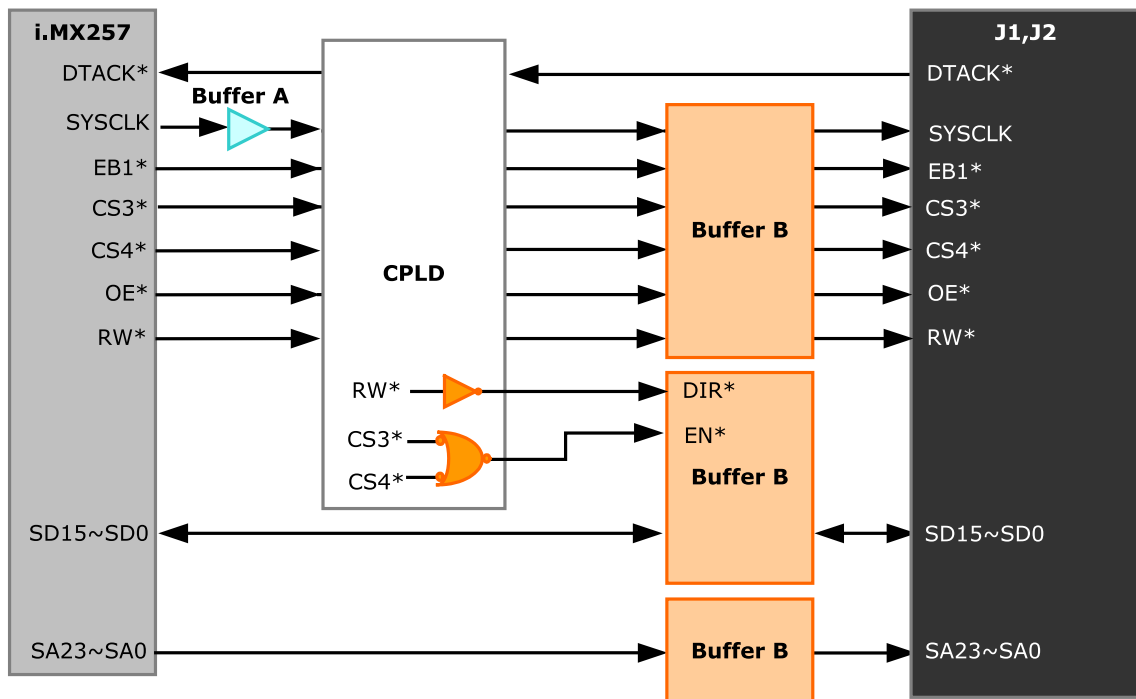 i.MX257
J1,J2
DTACK*
DTACK*
Buffer A
SYSCLK
SYSCLK
EB1*
EB1*
CS3*
CS3*
Buffer B
CS4*
CS4*
CPLD
OE*
OE*
RW*
RW*
RW*
DIR*
CS3*
EN*
CS4*
Buffer B
SD15~SD0
SD15~SD0
SA23~SA0
Buffer B
SA23~SA0